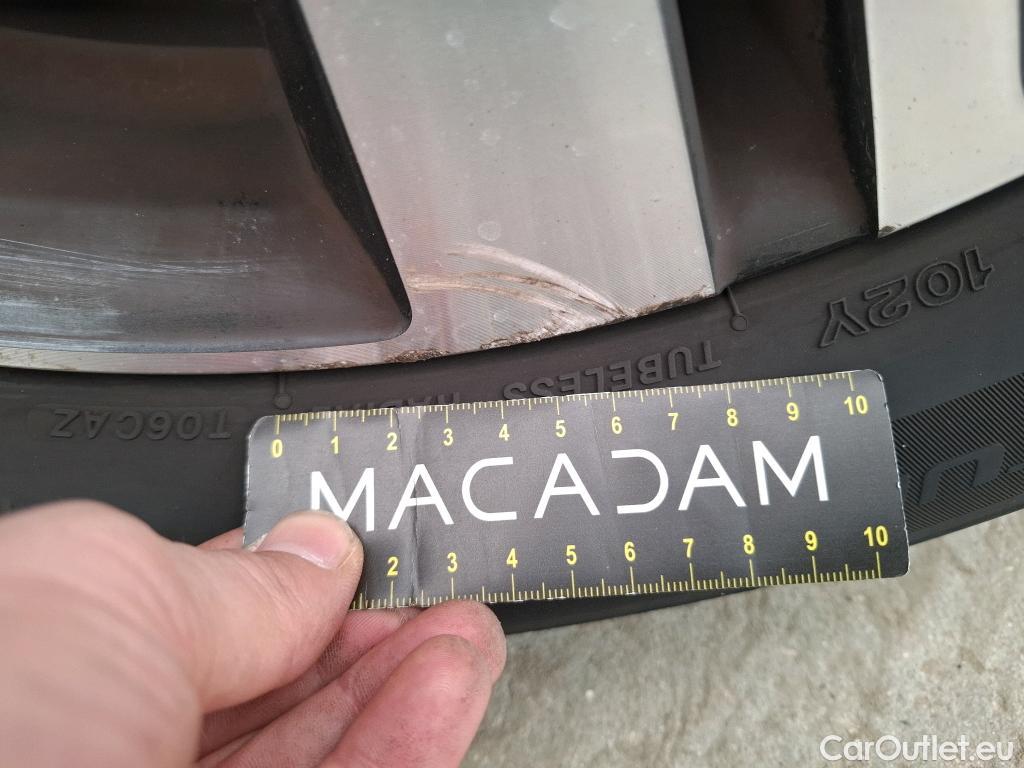 102Y
TUBELESS
RADIAL
T06CAZ
0 1 2 3 4 5 6 7 8 9 10
MACADAM
2 3 4 5 6 7 8 9 10
CarOutlet.eu